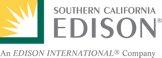 SOUTHERN CALIFORNIA
EDISON®
An EDISON INTERNATIONAL® Company